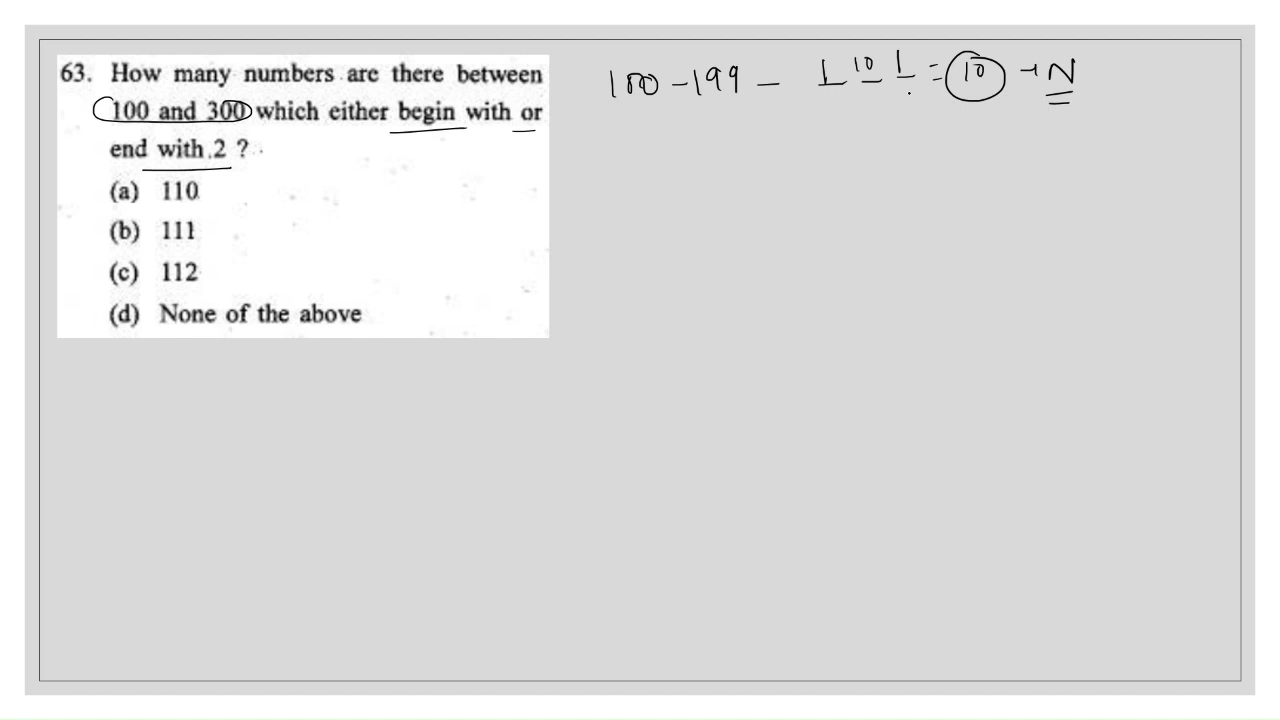 63. How many numbers are there between
100 and 300 which either begin with or
end with 2 ?
(a) 110
(b) 111
(c) 112
(d) None of the above
100 - 199 - 1 10 1 = 10 → N